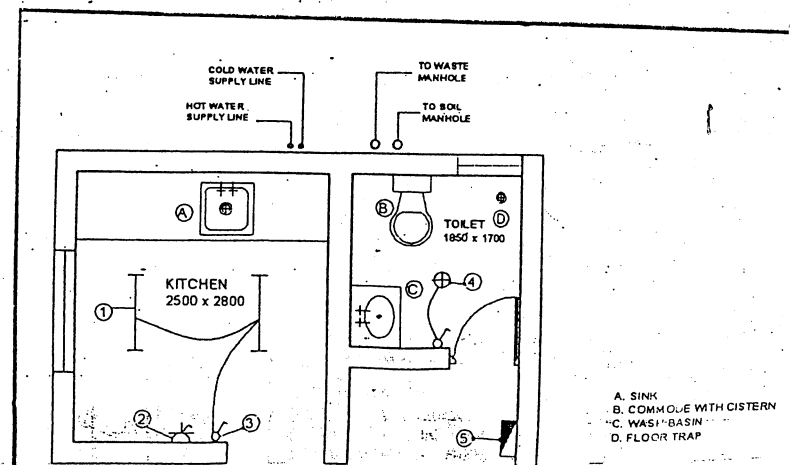 COLD WATER
SUPPLY LINE
TO WASTE
MANHOLE
HOT WATER
SUPPLY LINE
TO SOIL
MANHOLE
A
B
TOILET
1850 x 1700
D
KITCHEN
2500 x 2800
C
4
1
2
3
5
A. SINK
B. COMMODE WITH CISTERN
C. WASH BASIN
D. FLOOR TRAP